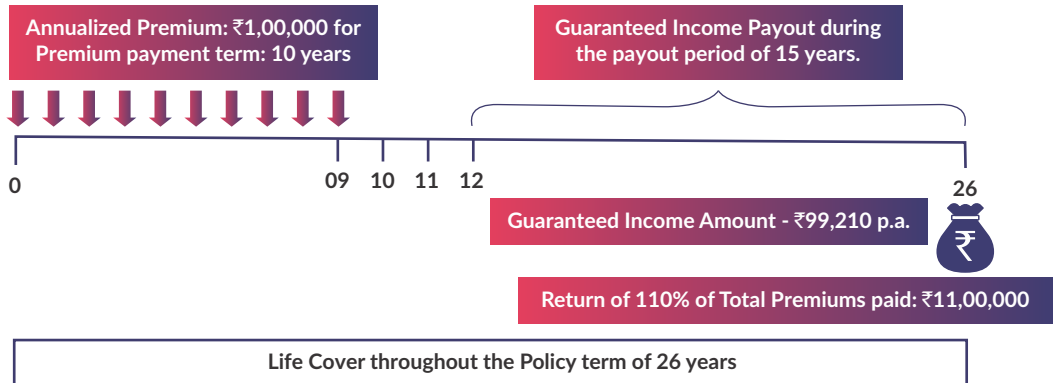 Annualized Premium: ₹1,00,000 for
Premium payment term: 10 years
Guaranteed Income Payout during
the payout period of 15 years.
0
09
10
11
12
26
Guaranteed Income Amount - ₹99,210 p.a.
₹
Return of 110% of Total Premiums paid: ₹11,00,000
Life Cover throughout the Policy term of 26 years